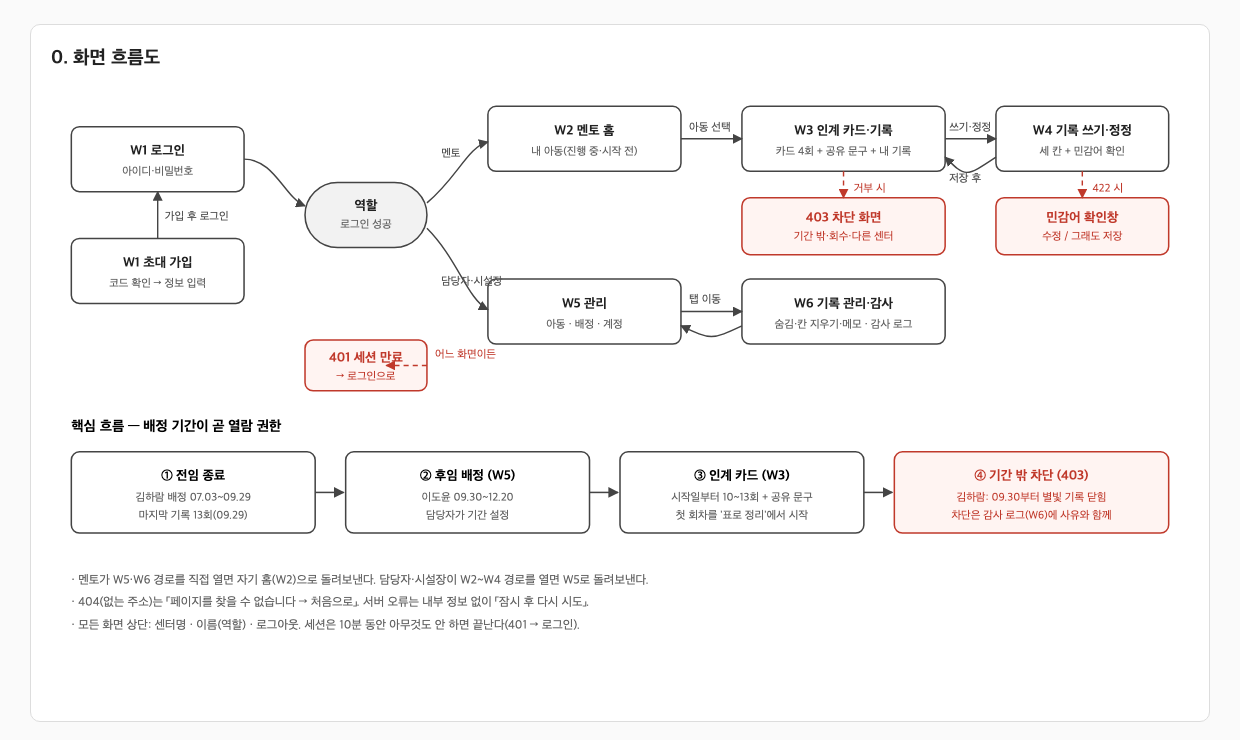 0. 화면 흐름도
W1 로그인
아이디·비밀번호
가입 후 로그인
W1 초대 가입
코드 확인 → 정보 입력
역할
로그인 성공
멘토
담당자·시설장
W2 멘토 홈
내 아동(진행 중·시작 전)
아동 선택
W3 인계 카드·기록
카드 4회 + 공유 문구 + 내 기록
쓰기·정정
저장 후
W4 기록 쓰기·정정
세 칸 + 민감어 확인
거부 시
403 차단 화면
기간 밖·회수·다른 센터
422 시
민감어 확인창
수정 / 그래도 저장
W5 관리
아동 · 배정 · 계정
탭 이동
W6 기록 관리·감사
숨김·칸 지우기·메모 · 감사 로그
401 세션 만료
→ 로그인으로
어느 화면이든
핵심 흐름 — 배정 기간이 곧 열람 권한
① 전임 종료
김하람 배정 07.03~09.29
마지막 기록 13회(09.29)
② 후임 배정 (W5)
이도윤 09.30~12.20
담당자가 기간 설정
③ 인계 카드 (W3)
시작일부터 10~13회 + 공유 문구
첫 회차를 '표로 정리'에서 시작
④ 기간 밖 차단 (403)
김하람: 09.30부터 별빛 기록 닫힘
차단은 감사 로그(W6)에 사유와 함께
· 멘토가 W5·W6 경로를 직접 열면 자기 홈(W2)으로 돌려보낸다. 담당자·시설장이 W2~W4 경로를 열면 W5로 돌려보낸다.
· 404(없는 주소)는 「페이지를 찾을 수 없습니다 → 처음으로」. 서버 오류는 내부 정보 없이 「잠시 후 다시 시도」.
· 모든 화면 상단: 센터명 · 이름(역할) · 로그아웃. 세션은 10분 동안 아무것도 안 하면 끝난다(401 → 로그인).